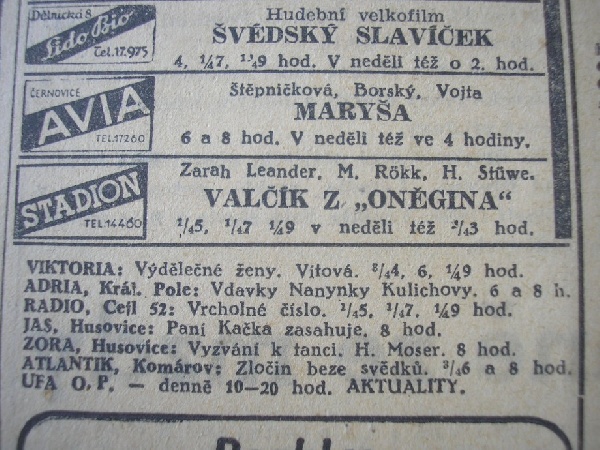 Dělnická 8
Lido Bio
Tel. 17.975
Hudební velkofilm
ŠVÉDSKÝ SLAVÍČEK
4, ¼7, ¾9 hod. V neděli též o 2. hod.
ČERNOVICE
AVIA
TEL.17260
Štěpničková, Borský, Vojta
MARYŠA
6 a 8 hod. V neděli též ve 4 hodiny.
STADION
TEL.14460
Zarah Leander, M. Rökk, H. Stüwe.
VALČÍK Z „ONĚGINA“
¼5, ¼7 ¼9 v neděli též ¾3 hod.
VIKTORIA: Výdělečné ženy. Vítová. ¾4, 6, ¼9 hod.
ADRIA, Král. Pole: Vdavky Nanynky Kulichovy. 6 a 8 h.
RADIO, Cejl 52: Vrcholné číslo. ¼5, ¼7, ¼9 hod.
JAS, Husovice: Paní Kačka zasahuje. 8 hod.
ZORA, Husovice: Vyzvání k tanci. H. Moser. 8 hod.
ATLANTIK, Komárov: Zločin beze svědků. ¾6 a 8 hod.
UFA O. P. — denně 10—20 hod. AKTUALITY.